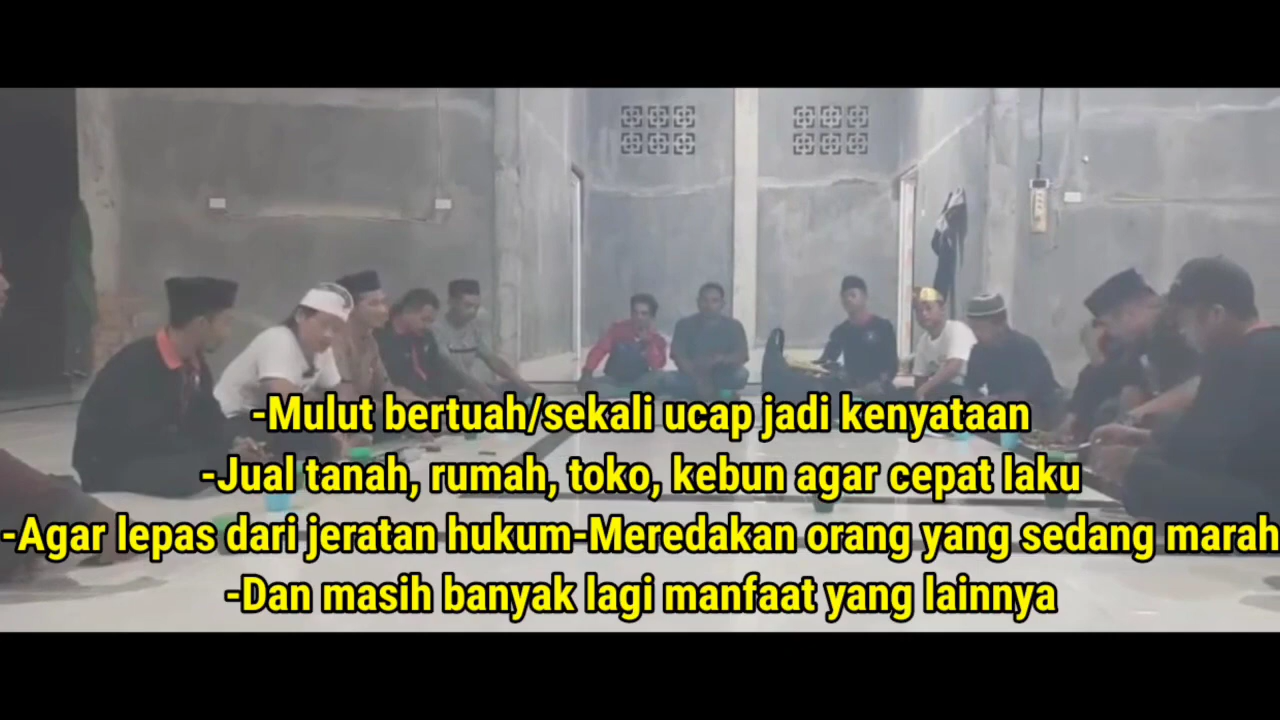 -Mulut bertuah/sekali ucap jadi kenyataan
-Jual tanah, rumah, toko, kebun agar cepat laku
-Agar lepas dari jeratan hukum-Meredakan orang yang sedang marah
-Dan masih banyak lagi manfaat yang lainnya